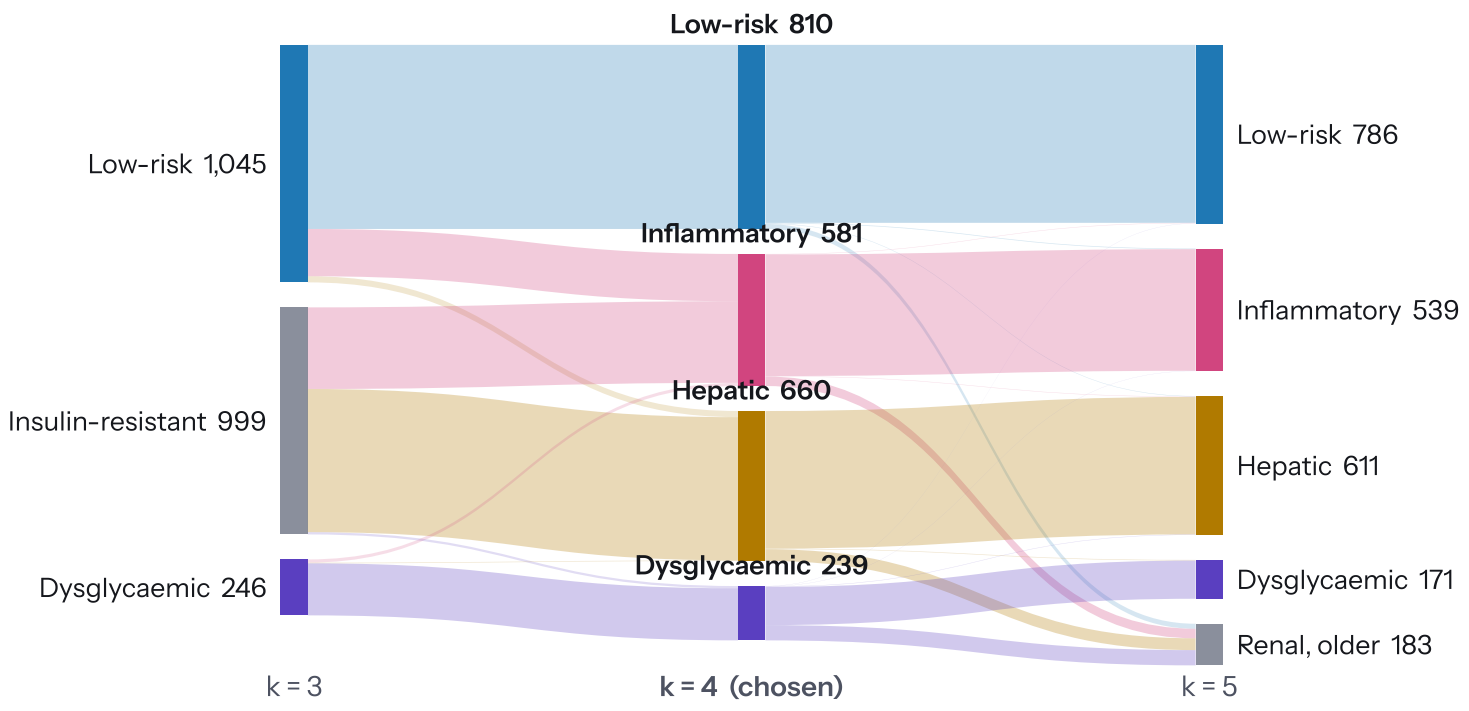 Low-risk 810
Low-risk 1,045
Low-risk 786
Inflammatory 581
Inflammatory 539
Hepatic 660
Insulin-resistant 999
Hepatic 611
Dysglycaemic 239
Dysglycaemic 246
Dysglycaemic 171
Renal, older 183
k = 3
k = 4 (chosen)
k = 5